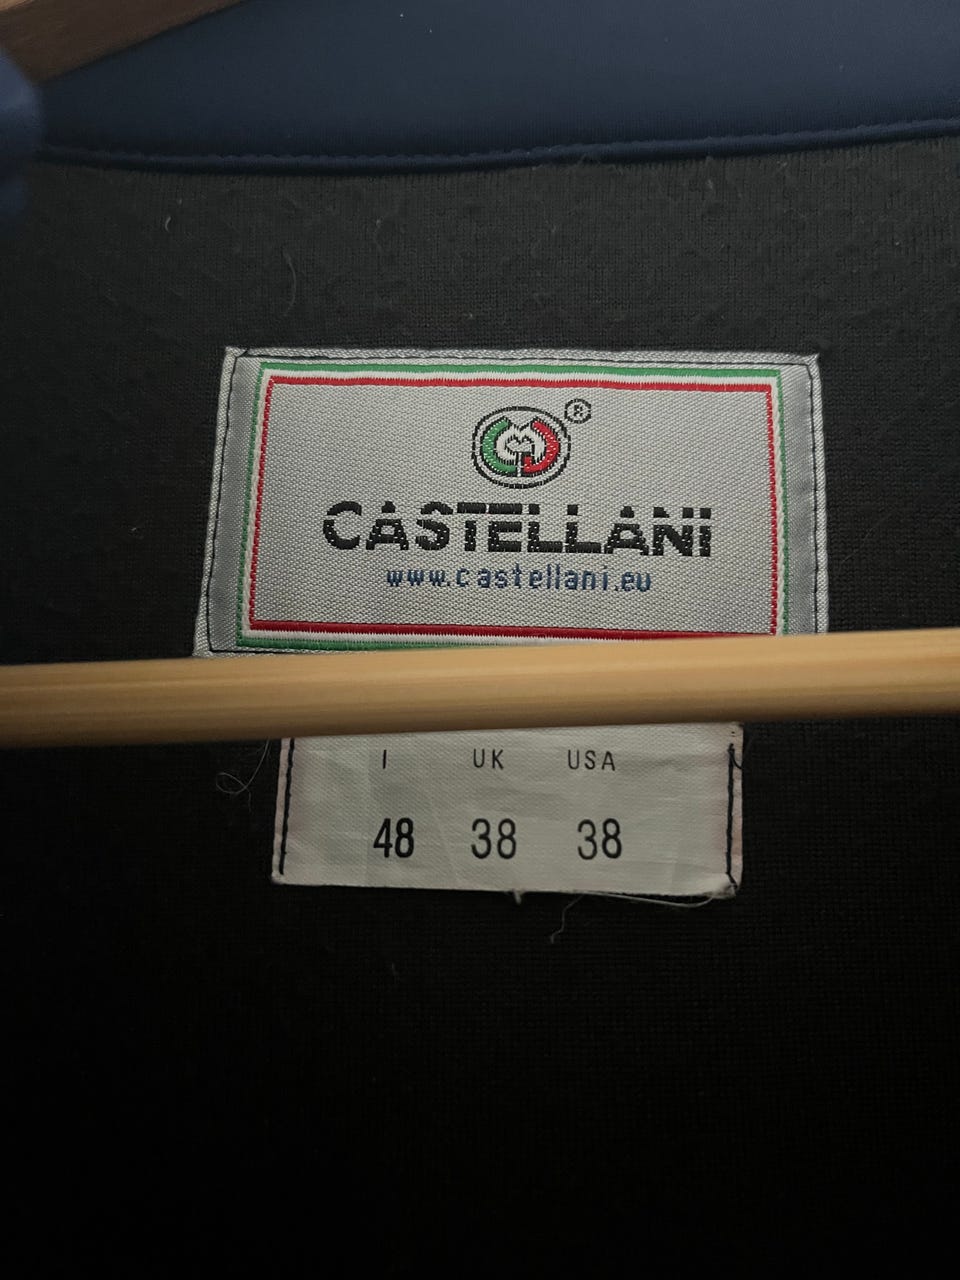 ®
CASTELLANI
www.castellani.eu
I UK USA
48 38 38